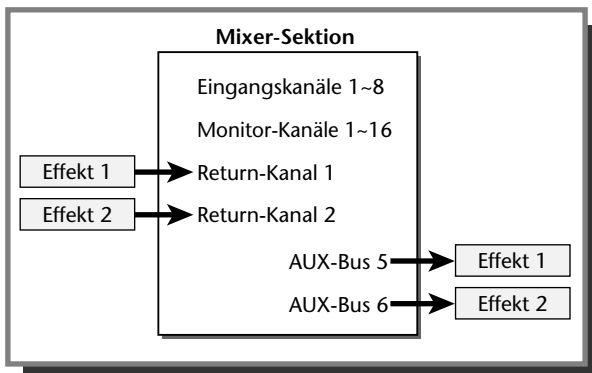 Mixer-Sektion
Eingangskanäle 1~8
Monitor-Kanäle 1~16
Effekt 1 Return-Kanal 1
Effekt 2 Return-Kanal 2
AUX-Bus 5 Effekt 1
AUX-Bus 6 Effekt 2